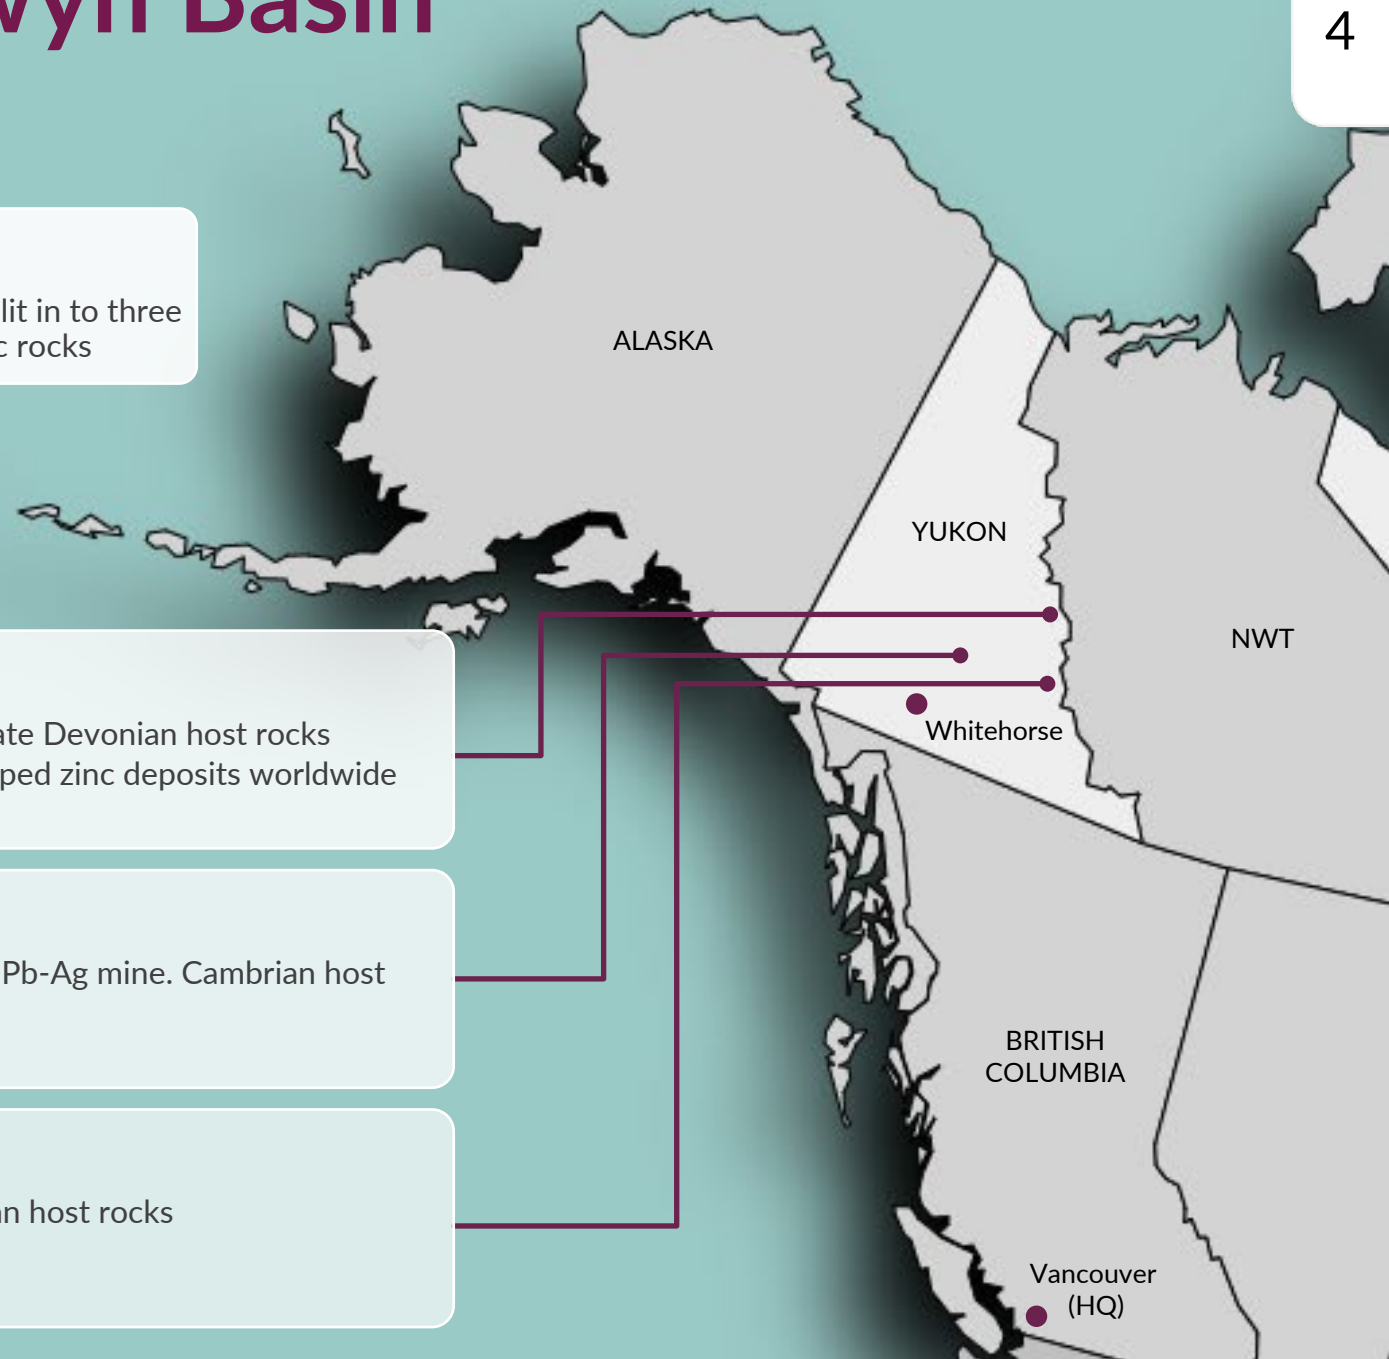 wyn Basin
4
lit in to three
c rocks
ALASKA
YUKON
NWT
Whitehorse
ate Devonian host rocks
ped zinc deposits worldwide
Pb-Ag mine. Cambrian host
BRITISH
COLUMBIA
n host rocks
Vancouver
(HQ)